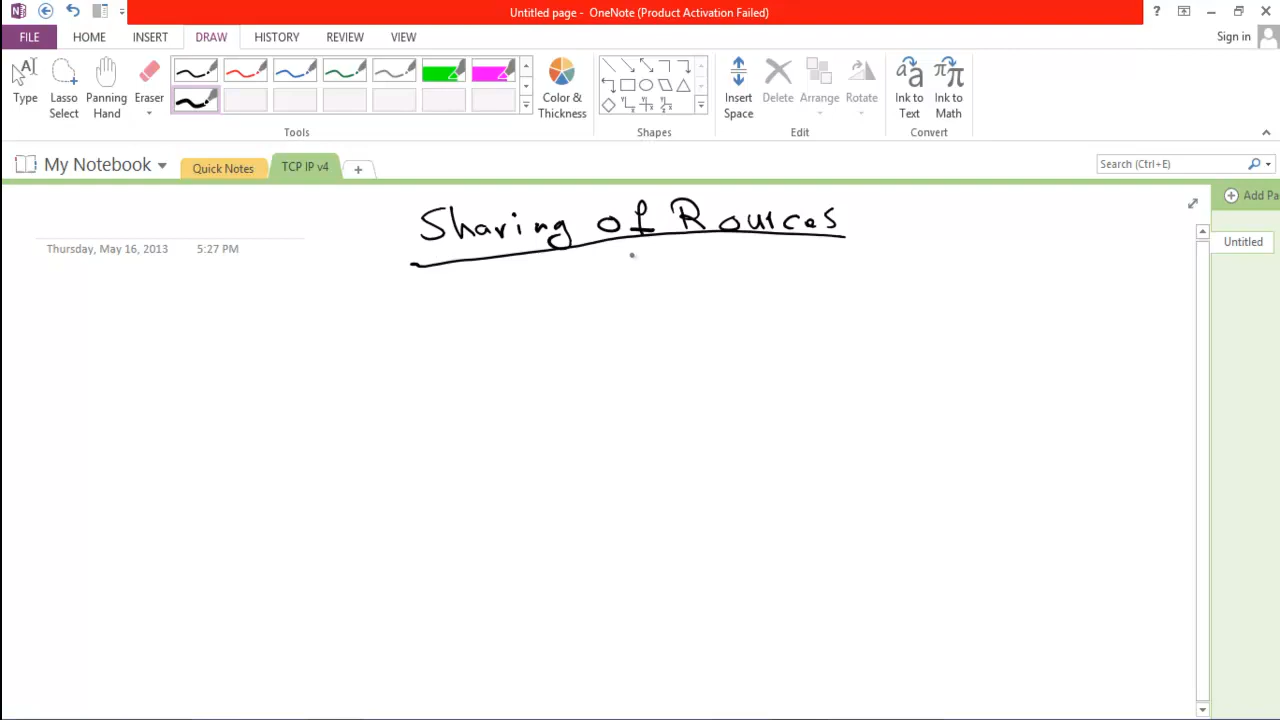 Untitled page - OneNote (Product Activation Failed)
?
FILE HOME INSERT DRAW HISTORY REVIEW VIEW
Sign in
Type
Lasso Select
Panning Hand
Eraser
Color & Thickness
Insert Space
Delete
Arrange
Rotate
Ink to Text
Ink to Math
Tools
Shapes
Edit
Convert
My Notebook
Quick Notes
TCP IP v4
Search (Ctrl+E)
Add Pa
Untitled
Sharing of Rources
Thursday, May 16, 2013 5:27 PM